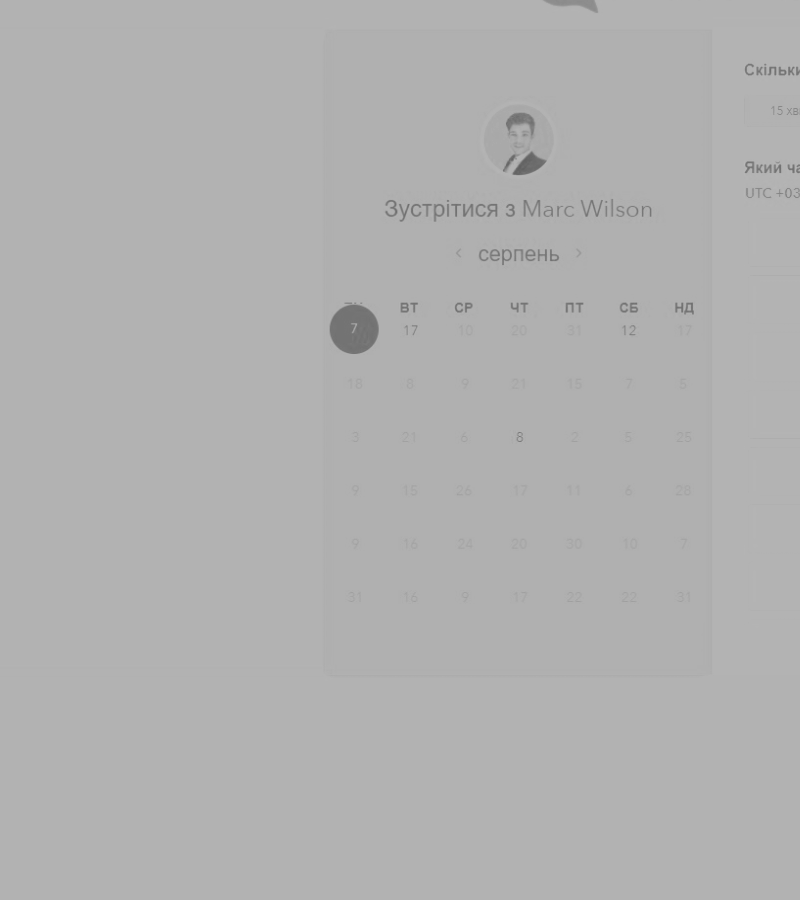 Скільки
15 хв
Який ча
UTC +03
Зустрітися з Marc Wilson
серпень
ВТ СР ЧТ ПТ СБ НД
7 17 10 20 31 12 17
18 8 9 21 15 7 5
3 21 6 8 2 5 25
9 15 26 17 11 6 28
9 16 24 20 30 10 7
31 16 9 17 22 22 31